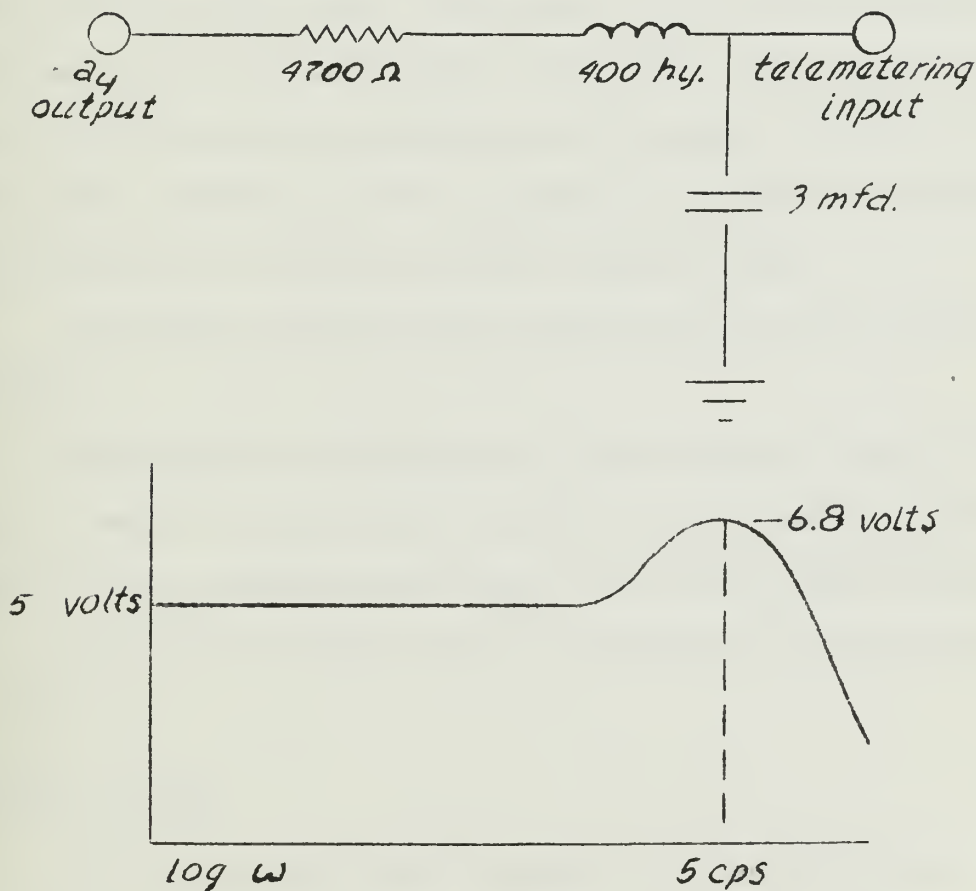 4700 Ω
400 hy.
ay
output
telemetering
input
3 mfd.
6.8 volts
5 volts
log ω
5 cps